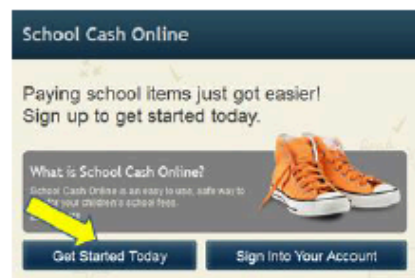 School Cash Online
Paying school items just got easier!
Sign up to get started today.
What is School Cash Online?
School Cash Online is an easy to use, safe way to
for your children's school fees.
Get Started Today
Sign Into Your Account